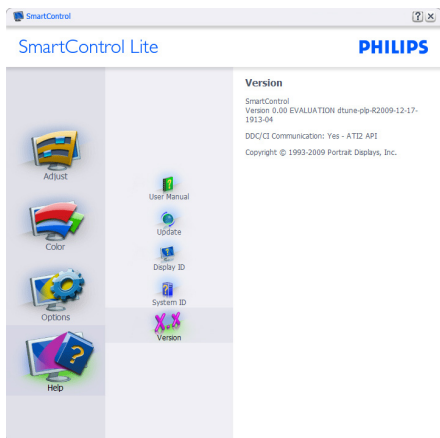 SmartControl
SmartControl Lite
PHILIPS
Adjust
Color
Options
Help
User Manual
Update
Display ID
System ID
X.X
Version
Version
SmartControl
Version 0.00 EVALUATION dtune-plp-R2009-12-17-
1913-04
DDC/CI Communication: Yes - ATI2 API
Copyright © 1993-2009 Portrait Displays, Inc.